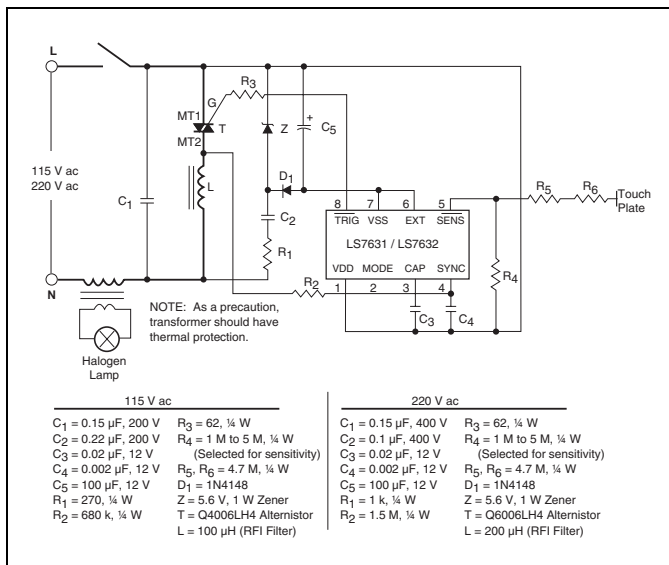 L
R3
G
MT1
T
MT2
Z
+
C5
D1
115 V ac
220 V ac
C1
L
C2
R1
8 7 6 5
TRIG VSS EXT SENS
LS7631 / LS7632
VDD MODE CAP SYNC
1 2 3 4
R5
R6
Touch
Plate
R4
R2
C3
C4
N
NOTE: As a precaution,
transformer should have
thermal protection.
Halogen
Lamp
115 V ac
C1 = 0.15 µF, 200 V
C2 = 0.22 µF, 200 V
C3 = 0.02 µF, 12 V
C4 = 0.002 µF, 12 V
C5 = 100 µF, 12 V
R1 = 270, ¼ W
R2 = 680 k, ¼ W
R3 = 62, ¼ W
R4 = 1 M to 5 M, ¼ W
(Selected for sensitivity)
R5, R6 = 4.7 M, ¼ W
D1 = 1N4148
Z = 5.6 V, 1 W Zener
T = Q4006LH4 Alternistor
L = 100 µH (RFI Filter)
220 V ac
C1 = 0.15 µF, 400 V
C2 = 0.1 µF, 400 V
C3 = 0.02 µF, 12 V
C4 = 0.002 µF, 12 V
C5 = 100 µF, 12 V
R1 = 1 k, ¼ W
R2 = 1.5 M, ¼ W
R3 = 62, ¼ W
R4 = 1 M to 5 M, ¼ W
(Selected for sensitivity)
R5, R6 = 4.7 M, ¼ W
D1 = 1N4148
Z = 5.6 V, 1 W Zener
T = Q6006LH4 Alternistor
L = 200 µH (RFI Filter)